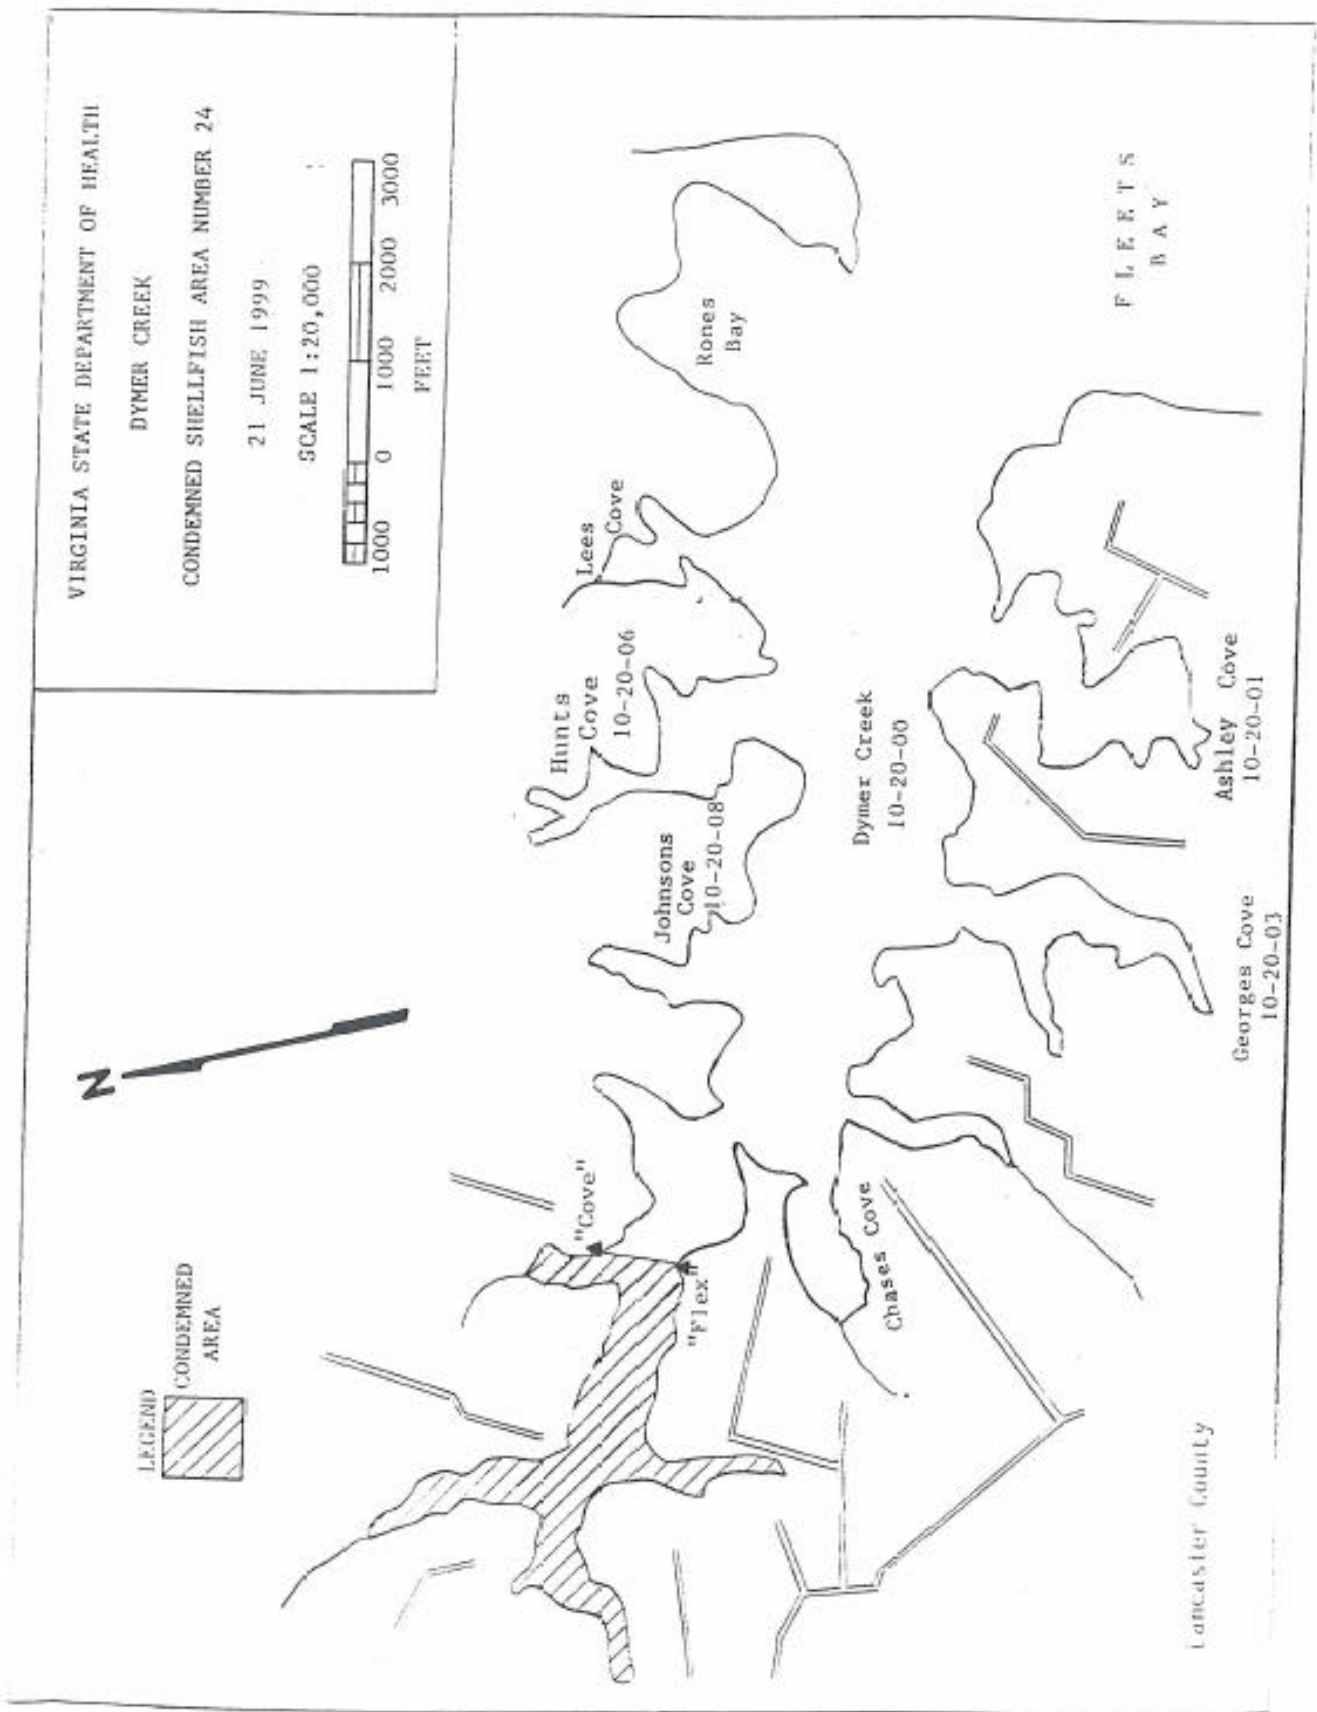 VIRGINIA STATE DEPARTMENT OF HEALTH
DYMER CREEK
CONDEMNED SHELLFISH AREA NUMBER 24
21 JUNE 1999
SCALE 1:20,000
1000 0 1000 2000 3000
FEET
N
LEGEND
CONDEMNED
AREA
"Cove"
"Flex"
Hunts
Cove
10-20-06
Lees
Cove
Rones
Bay
Johnsons
Cove
10-20-08
Dymer Creek
10-20-00
FLEETS
BAY
Chases Cove
Georges Cove
10-20-03
Ashley Cove
10-20-01
Lancaster County